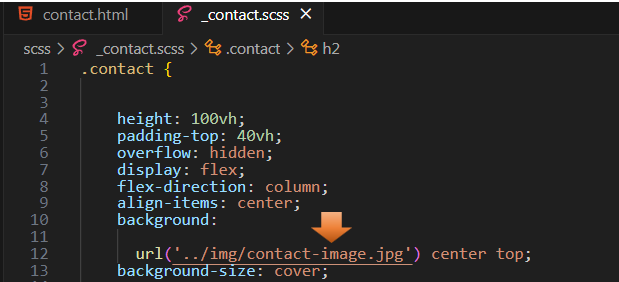 contact.html _contact.scss
scss > _contact.scss > .contact > h2
1 .contact {
2
3
4 height: 100vh;
5 padding-top: 40vh;
6 overflow: hidden;
7 display: flex;
8 flex-direction: column;
9 align-items: center;
10 background:
11
12 url('../img/contact-image.jpg') center top;
13 background-size: cover;